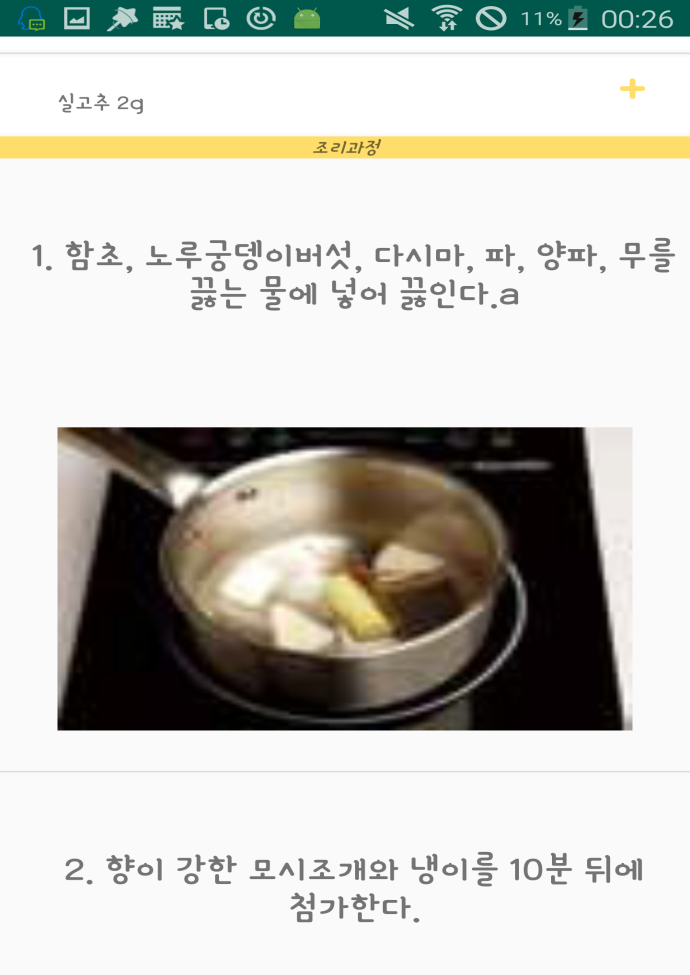 11% 00:26
실고추 2g
조리과정
1. 함초, 노루궁뎅이버섯, 다시마, 파, 양파, 무를
끓는 물에 넣어 끓인다.a
2. 향이 강한 모시조개와 냉이를 10분 뒤에
첨가한다.